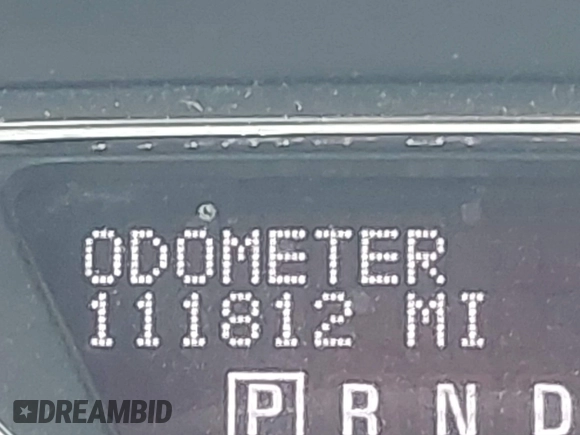 ODOMETER
111812 MI
P R N D
DREAMBID